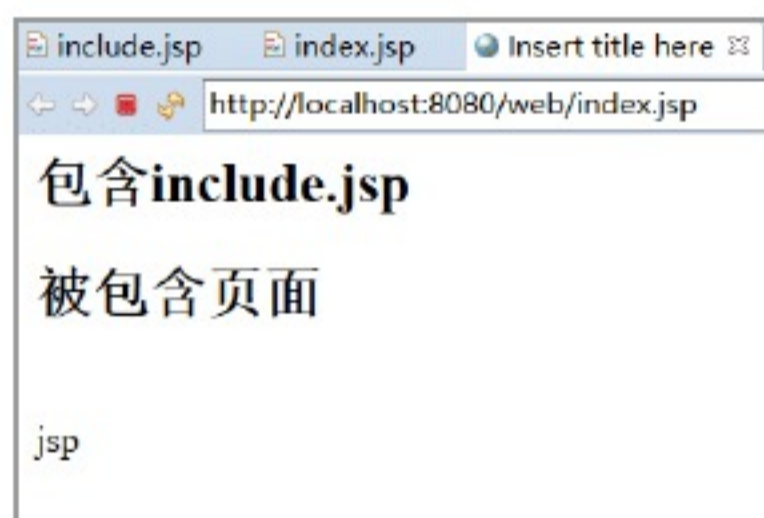 include.jsp index.jsp Insert title here
http://localhost:8080/web/index.jsp
包含include.jsp
被包含页面
jsp